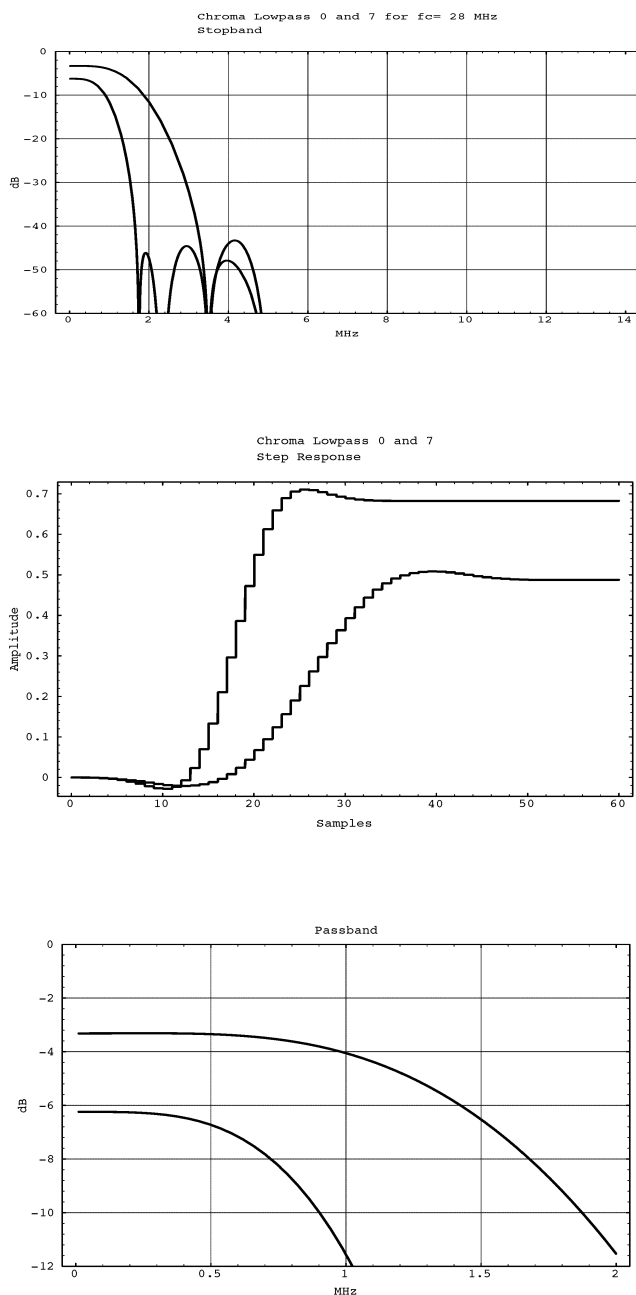 Chroma Lowpass 0 and 7 for fc= 28 MHz
Stopband
0
-10
-20
-30
-40
-50
-60
dB
0 2 4 6 8 10 12 14
MHz
Chroma Lowpass 0 and 7
Step Response
0.7
0.6
0.5
0.4
0.3
0.2
0.1
0
Amplitude
0 10 20 30 40 50 60
Samples
Passband
0
-2
-4
-6
-8
-10
-12
dB
0 0.5 1 1.5 2
MHz